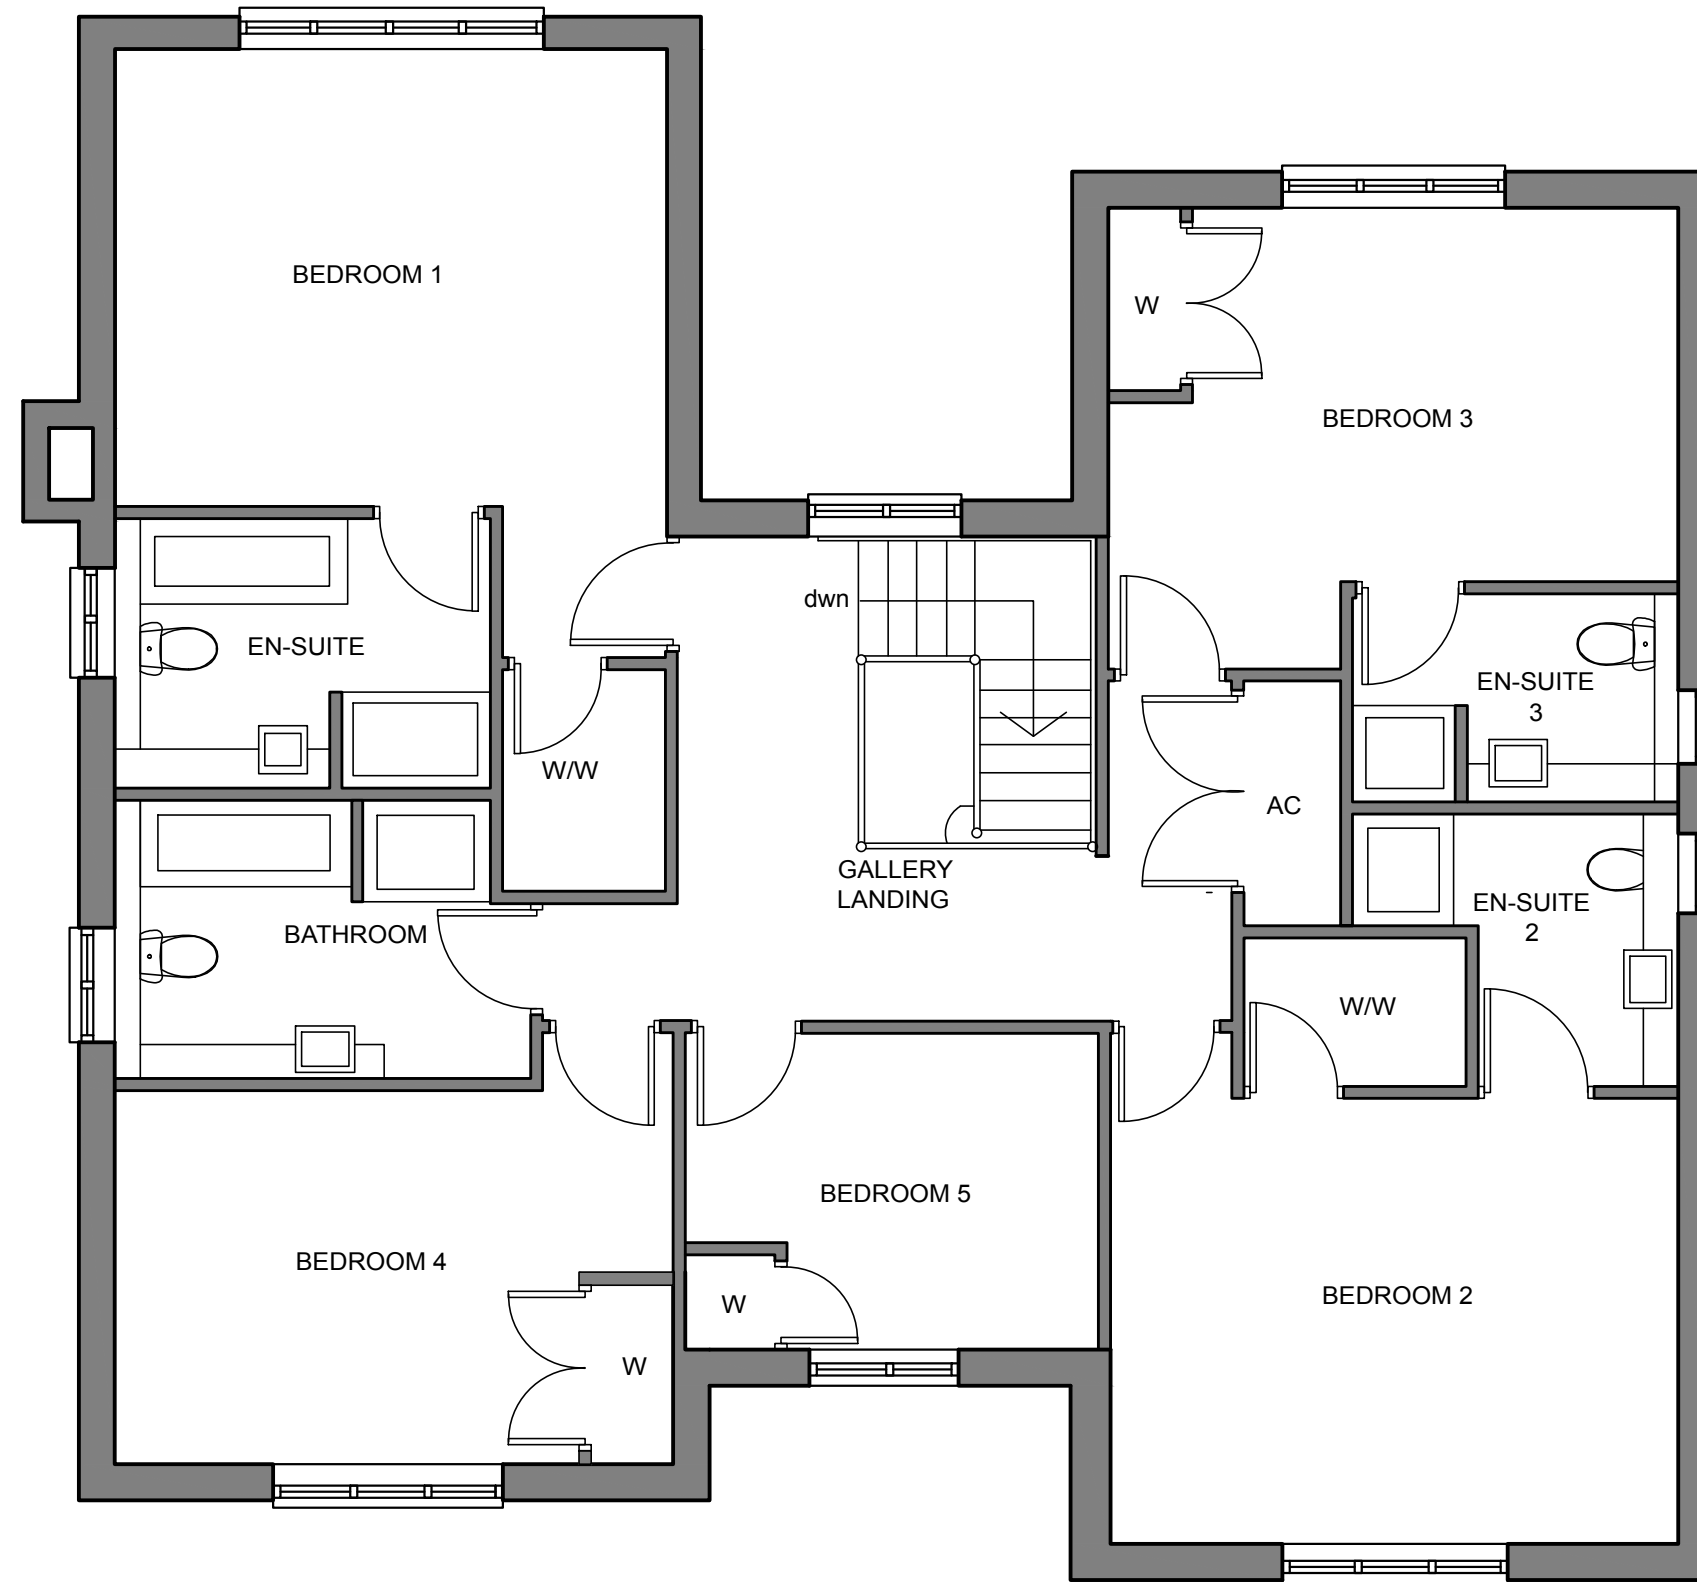 BEDROOM 1
W
BEDROOM 3
dwn
EN-SUITE
EN-SUITE
3
W/W
AC
GALLERY
LANDING
EN-SUITE
2
BATHROOM
W/W
BEDROOM 5
BEDROOM 4
BEDROOM 2
W
W